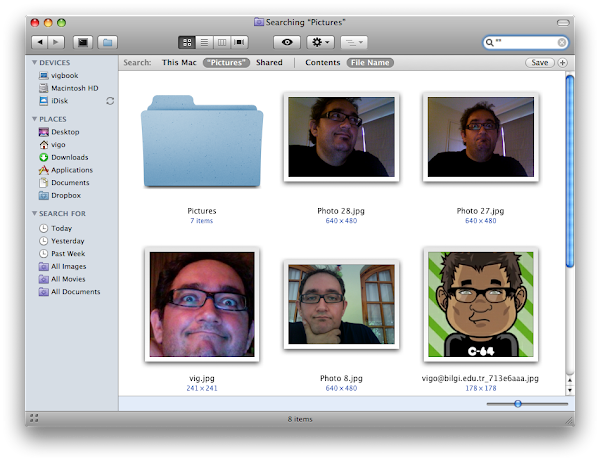 Searching “Pictures”
""
Search: This Mac "Pictures" Shared Contents File Name Save
DEVICES
vigbook
Macintosh HD
iDisk
PLACES
Desktop
vigo
Downloads
Applications
Documents
Dropbox
SEARCH FOR
Today
Yesterday
Past Week
All Images
All Movies
All Documents
Pictures
7 items
Photo 28.jpg
640 × 480
Photo 27.jpg
640 × 480
C-64
vig.jpg
241 × 241
Photo 8.jpg
640 × 480
vigo@bilgi.edu.tr_713e6aaa.jpg
178 × 178
8 items